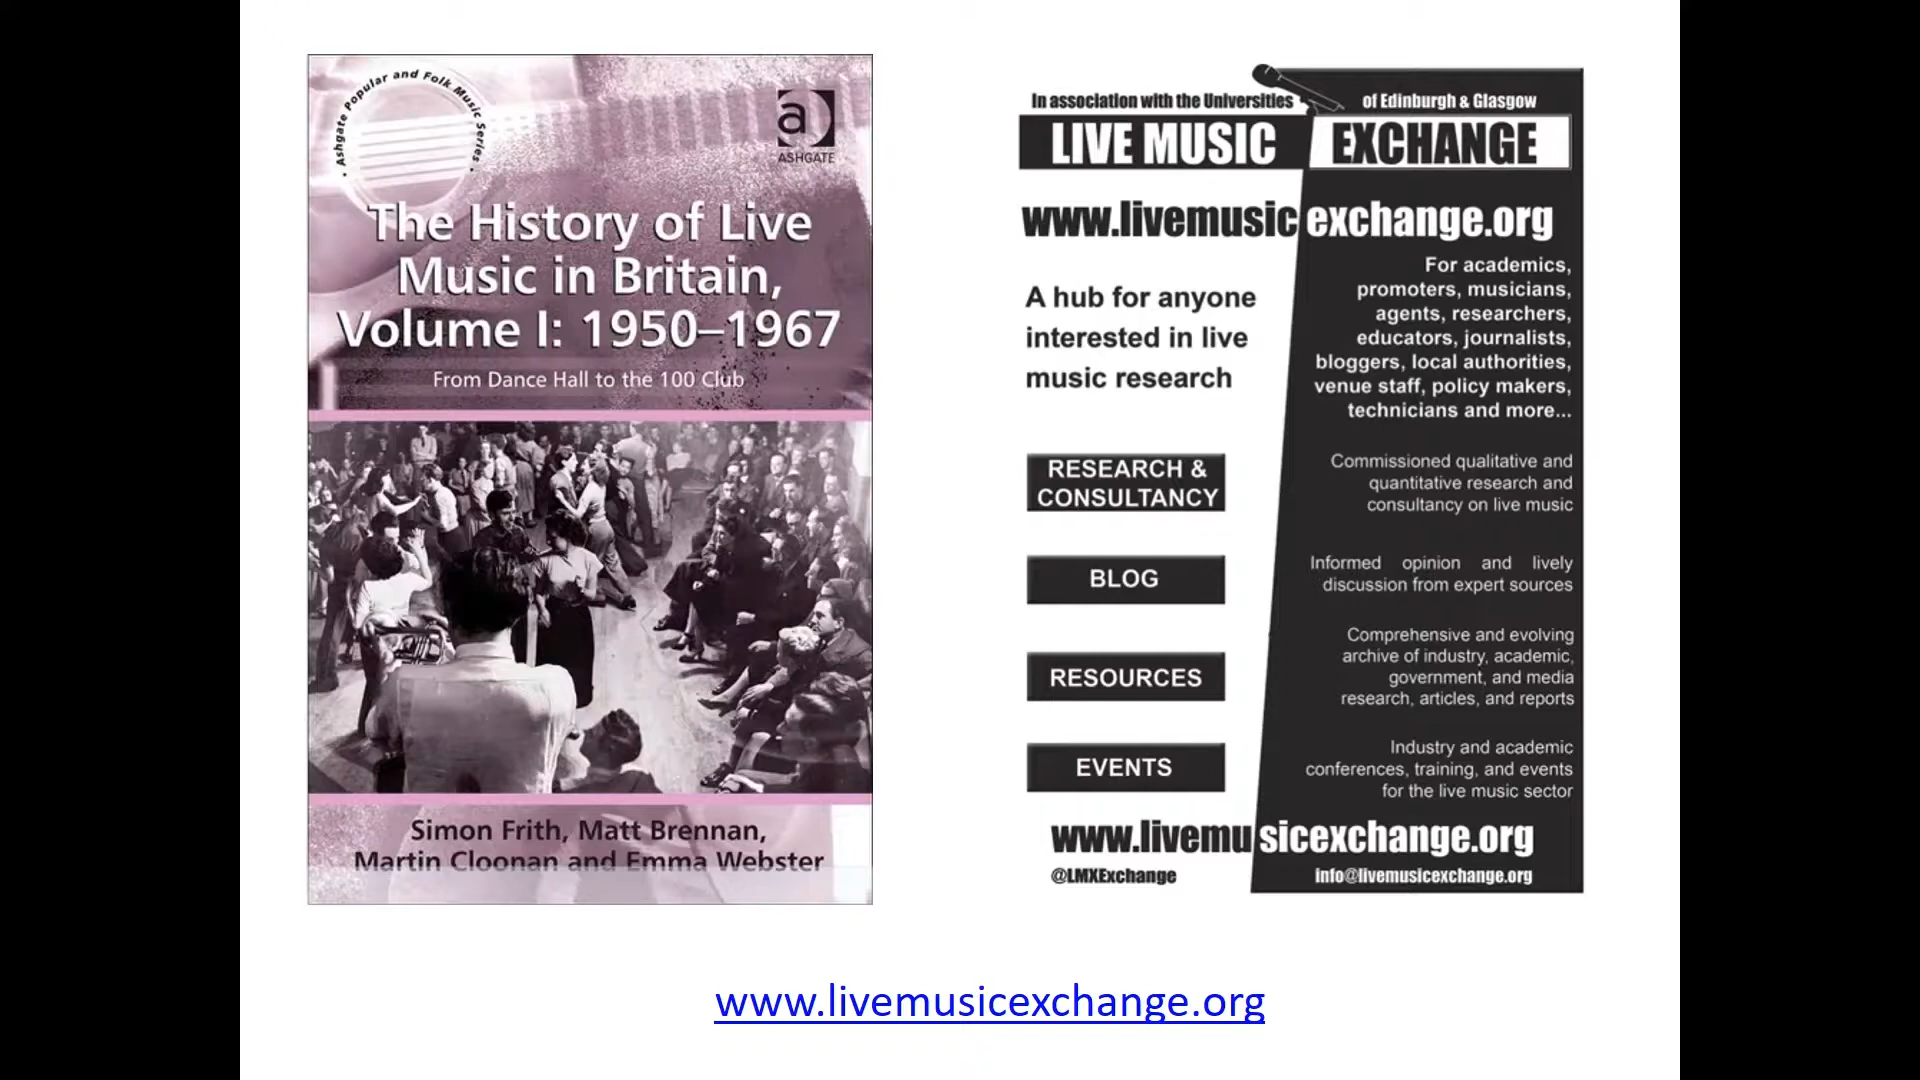 Ashgate Popular and Folk Music Series
a
ASHGATE
The History of Live
Music in Britain,
Volume I: 1950–1967
From Dance Hall to the 100 Club
Simon Frith, Matt Brennan,
Martin Cloonan and Emma Webster
In association with the Universities of Edinburgh & Glasgow
LIVE MUSIC EXCHANGE
www.livemusicexchange.org
A hub for anyone
interested in live
music research
For academics,
promoters, musicians,
agents, researchers,
educators, journalists,
bloggers, local authorities,
venue staff, policy makers,
technicians and more...
RESEARCH &
CONSULTANCY
Commissioned qualitative and
quantitative research and
consultancy on live music
BLOG
Informed opinion and lively
discussion from expert sources
RESOURCES
Comprehensive and evolving
archive of industry, academic,
government, and media
research, articles, and reports
EVENTS
Industry and academic
conferences, training, and events
for the live music sector
www.livemusicexchange.org
@LMXExchange
info@livemusicexchange.org
www.livemusicexchange.org